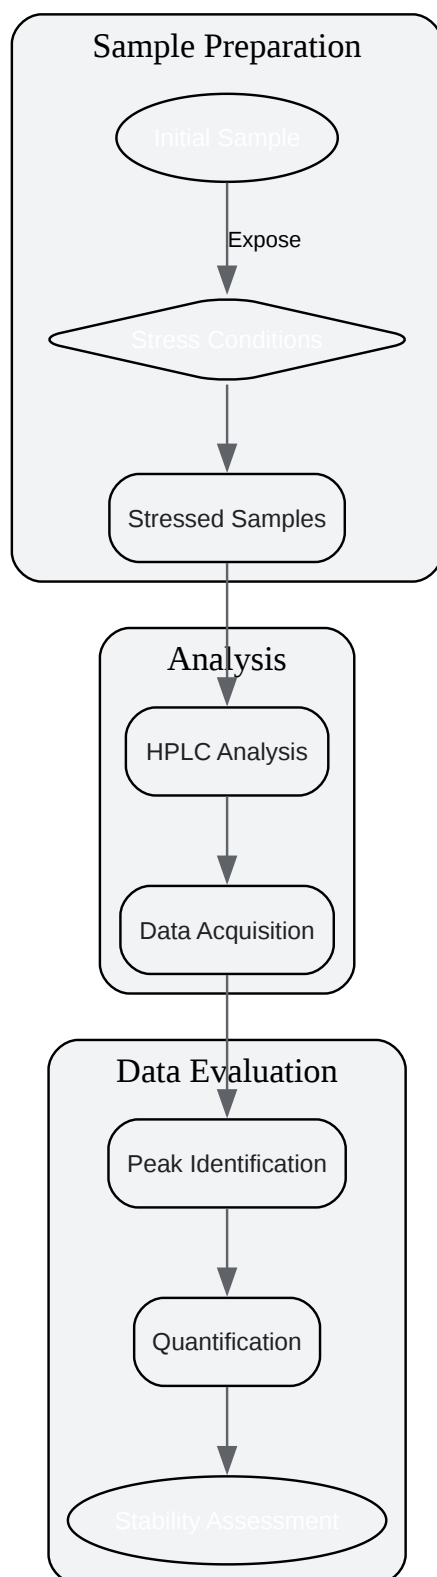 Sample Preparation
Initial Sample
Expose
Stress Conditions
Stressed Samples
Analysis
HPLC Analysis
Data Acquisition
Data Evaluation
Peak Identification
Quantification
Stability Assessment